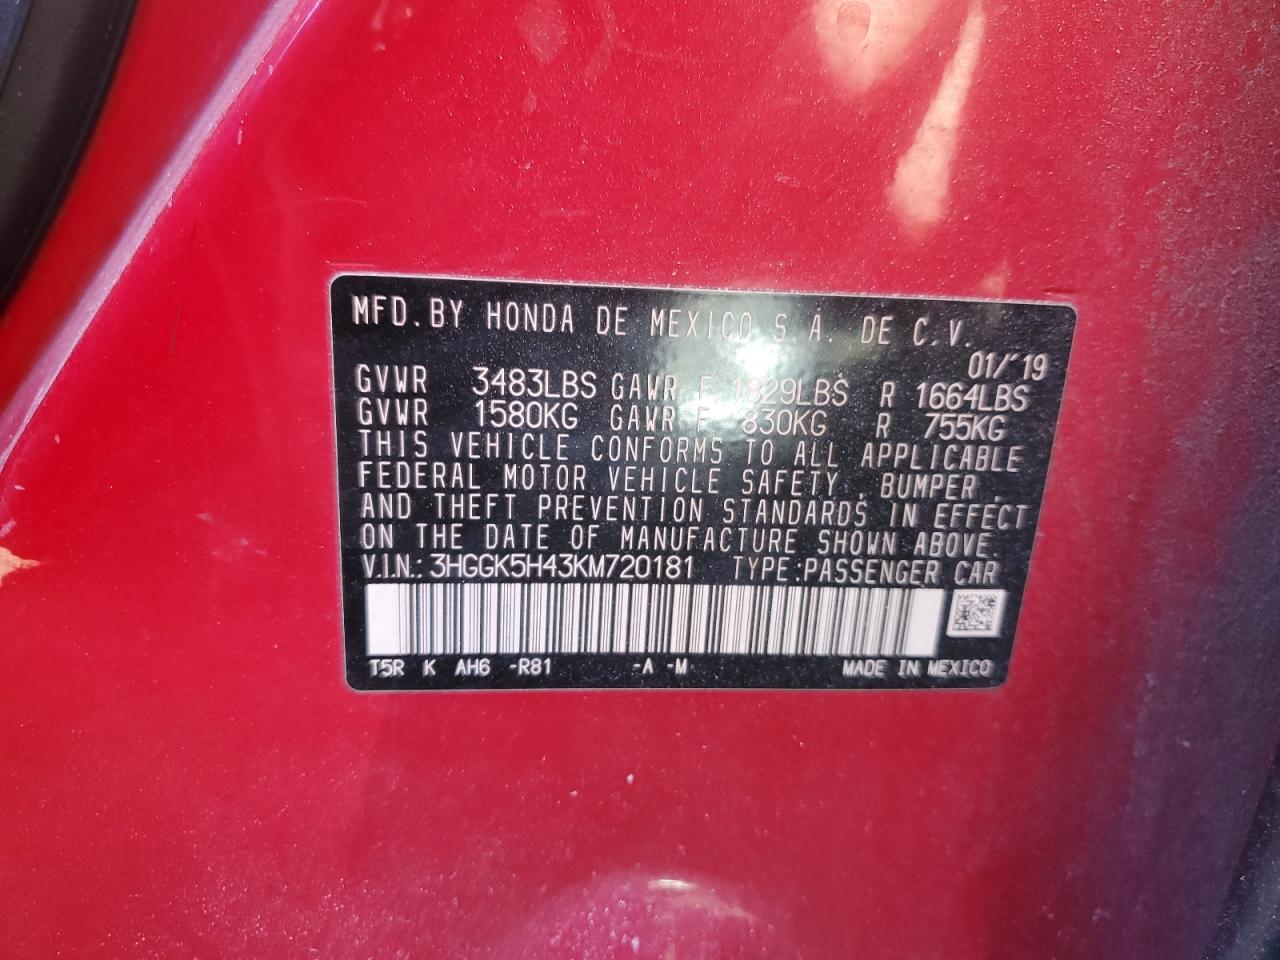 MFD. BY HONDA DE MEXICO S.A. DE C.V.
01/'19
GVWR 3483LBS GAWR F 1829LBS R 1664LBS
GVWR 1580KG GAWR F 830KG R 755KG
THIS VEHICLE CONFORMS TO ALL APPLICABLE
FEDERAL MOTOR VEHICLE SAFETY, BUMPER,
AND THEFT PREVENTION STANDARDS IN EFFECT
ON THE DATE OF MANUFACTURE SHOWN ABOVE.
V.I.N.: 3HGGK5H43KM720181 TYPE:PASSENGER CAR
T5R K AH6 -R81 -A -M MADE IN MEXICO